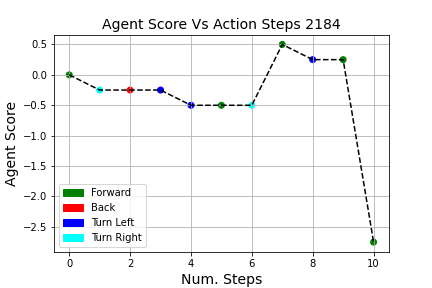 Agent Score Vs Action Steps 2184
Agent Score
0.5
0.0
−0.5
−1.0
−1.5
−2.0
−2.5
Forward
Back
Turn Left
Turn Right
0 2 4 6 8 10
Num. Steps